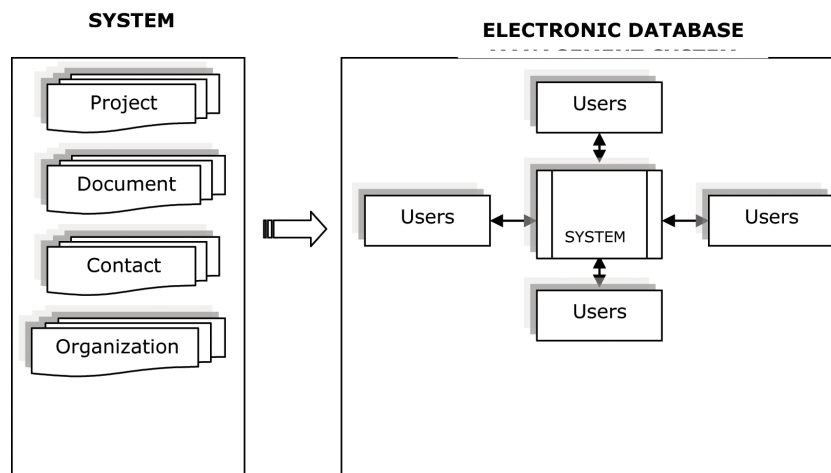 SYSTEM
ELECTRONIC DATABASE
Project
Document
Contact
Organization
Users
Users
SYSTEM
Users
Users